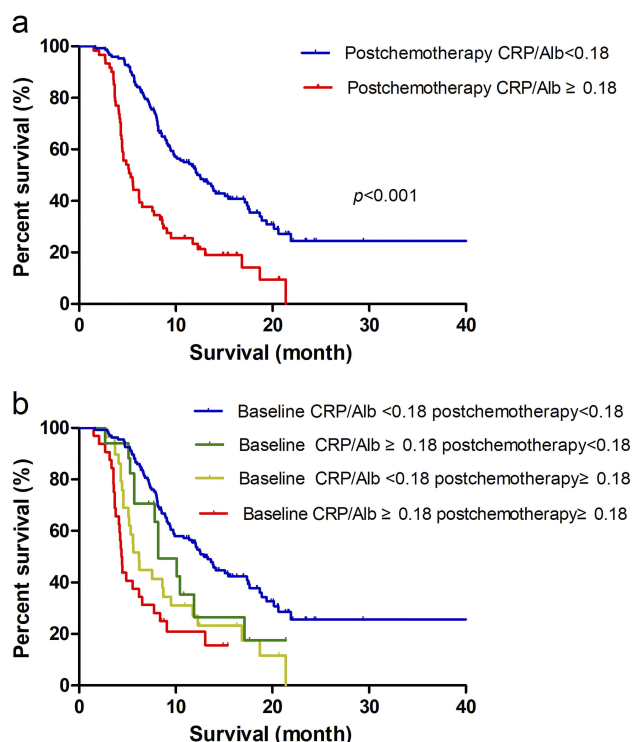 a
100
80
60
40
20
0
Percent survival (%)
Postchemotherapy CRP/Alb<0.18
Postchemotherapy CRP/Alb ≥ 0.18
p<0.001
0 10 20 30 40
Survival (month)
b
100
80
60
40
20
0
Percent survival (%)
Baseline CRP/Alb <0.18 postchemotherapy<0.18
Baseline CRP/Alb ≥ 0.18 postchemotherapy<0.18
Baseline CRP/Alb <0.18 postchemotherapy≥ 0.18
Baseline CRP/Alb ≥ 0.18 postchemotherapy≥ 0.18
0 10 20 30 40
Survival (month)